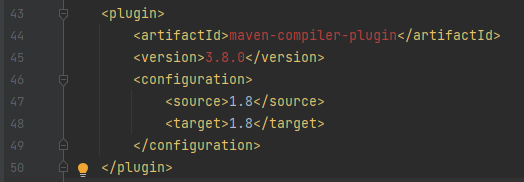 43 <plugin>
44 <artifactId>maven-compiler-plugin</artifactId>
45 <version>3.8.0</version>
46 <configuration>
47 <source>1.8</source>
48 <target>1.8</target>
49 </configuration>
50 </plugin>